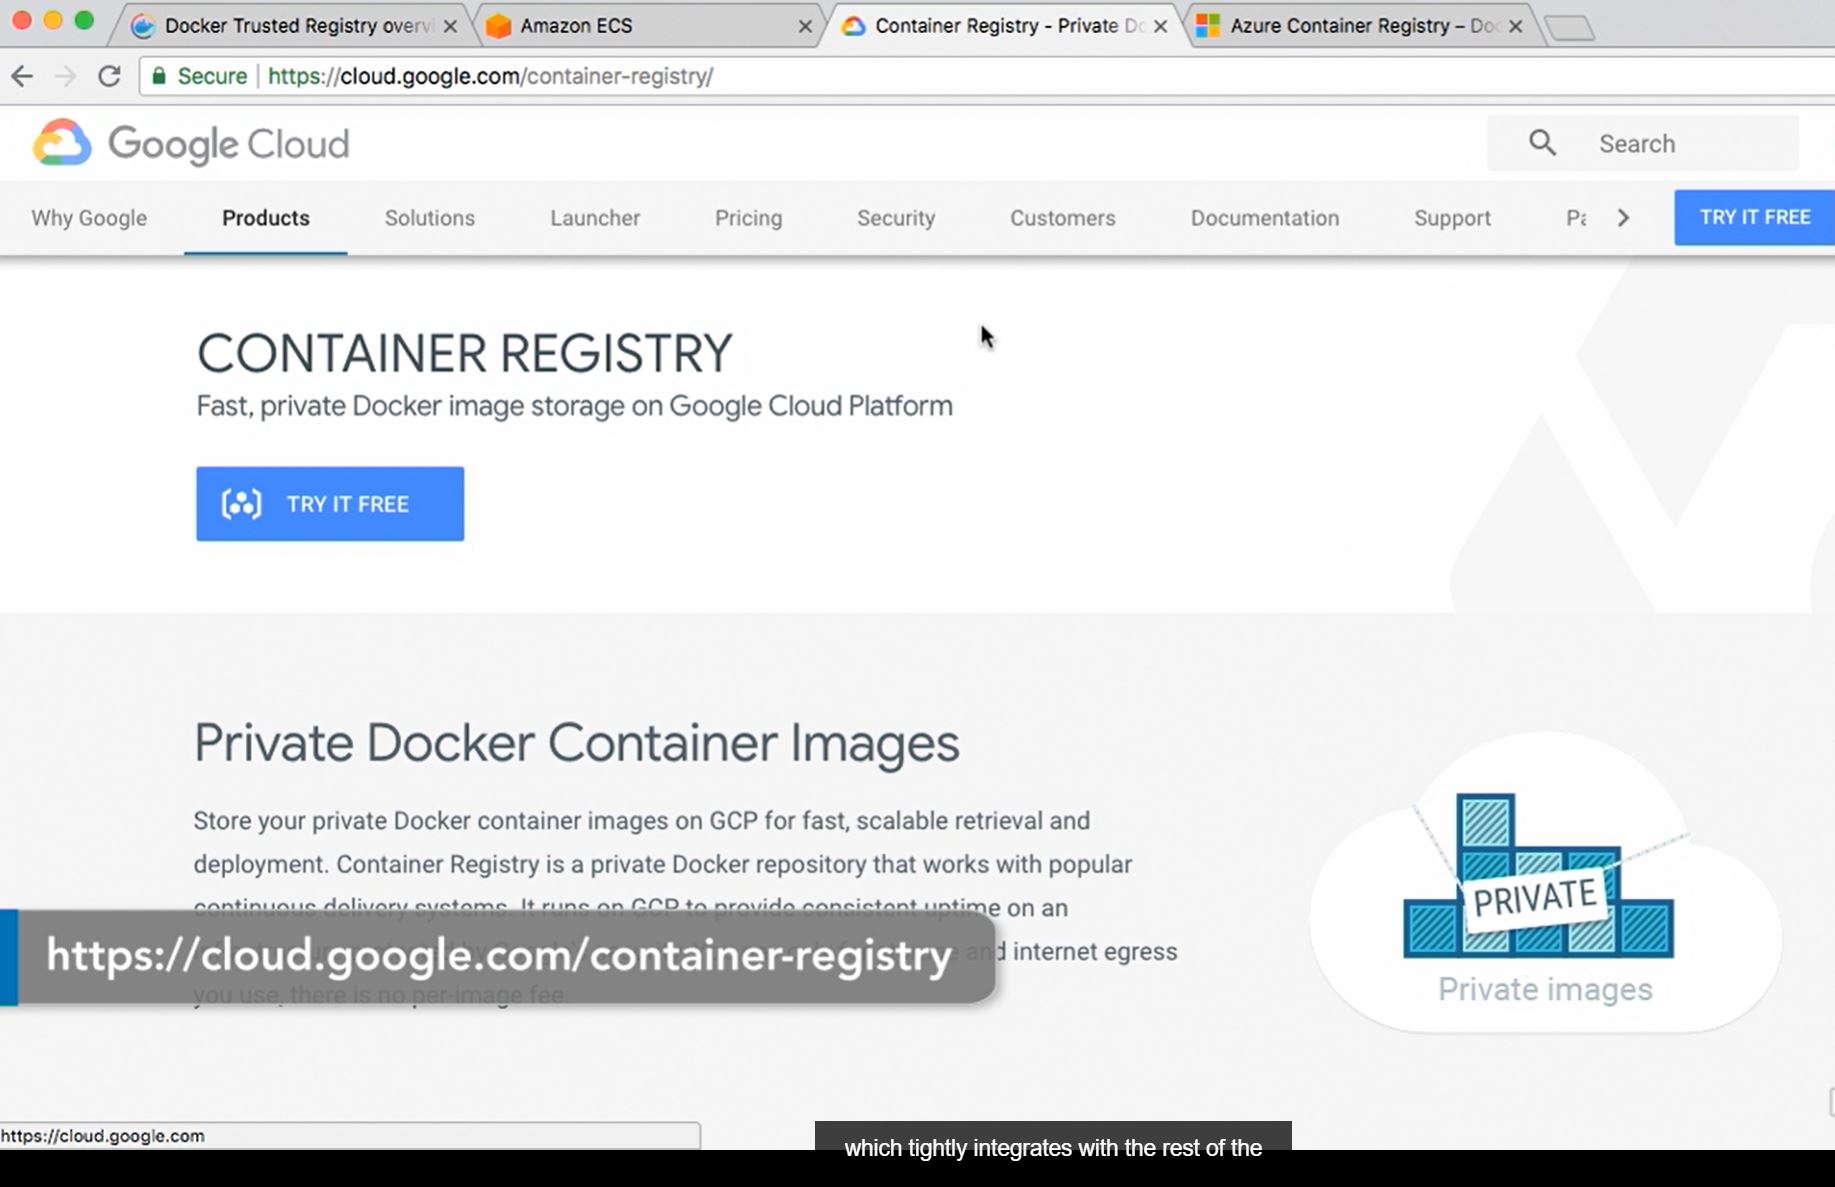 Docker Trusted Registry overvi
Amazon ECS
Container Registry - Private Do
Azure Container Registry – Doc
Secure
https://cloud.google.com/container-registry/
Google Cloud
Search
Why Google
Products
Solutions
Launcher
Pricing
Security
Customers
Documentation
Support
Pa
TRY IT FREE
CONTAINER REGISTRY
Fast, private Docker image storage on Google Cloud Platform
TRY IT FREE
Private Docker Container Images
Store your private Docker container images on GCP for fast, scalable retrieval and
deployment. Container Registry is a private Docker repository that works with popular
continuous delivery systems. It runs on GCP to provide consistent uptime on an
and internet egress
you use, there is no per-image fee.
https://cloud.google.com/container-registry
PRIVATE
Private images
https://cloud.google.com
which tightly integrates with the rest of the